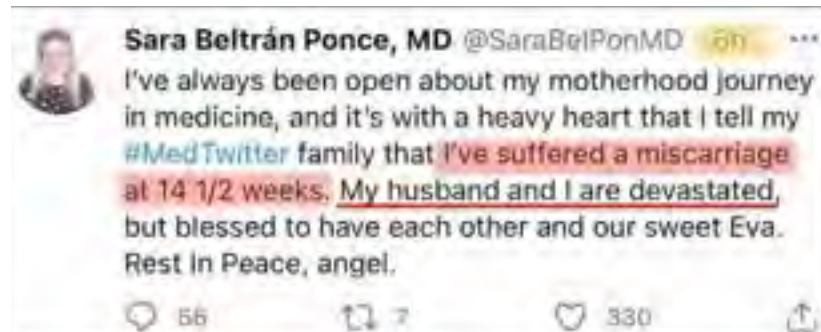 Sara Beltrán Ponce, MD @SaraBelPonMD 6h ...
I've always been open about my motherhood journey
in medicine, and it's with a heavy heart that I tell my
#MedTwitter family that I've suffered a miscarriage
at 14 1/2 weeks. My husband and I are devastated,
but blessed to have each other and our sweet Eva.
Rest in Peace, angel.
56 7 330